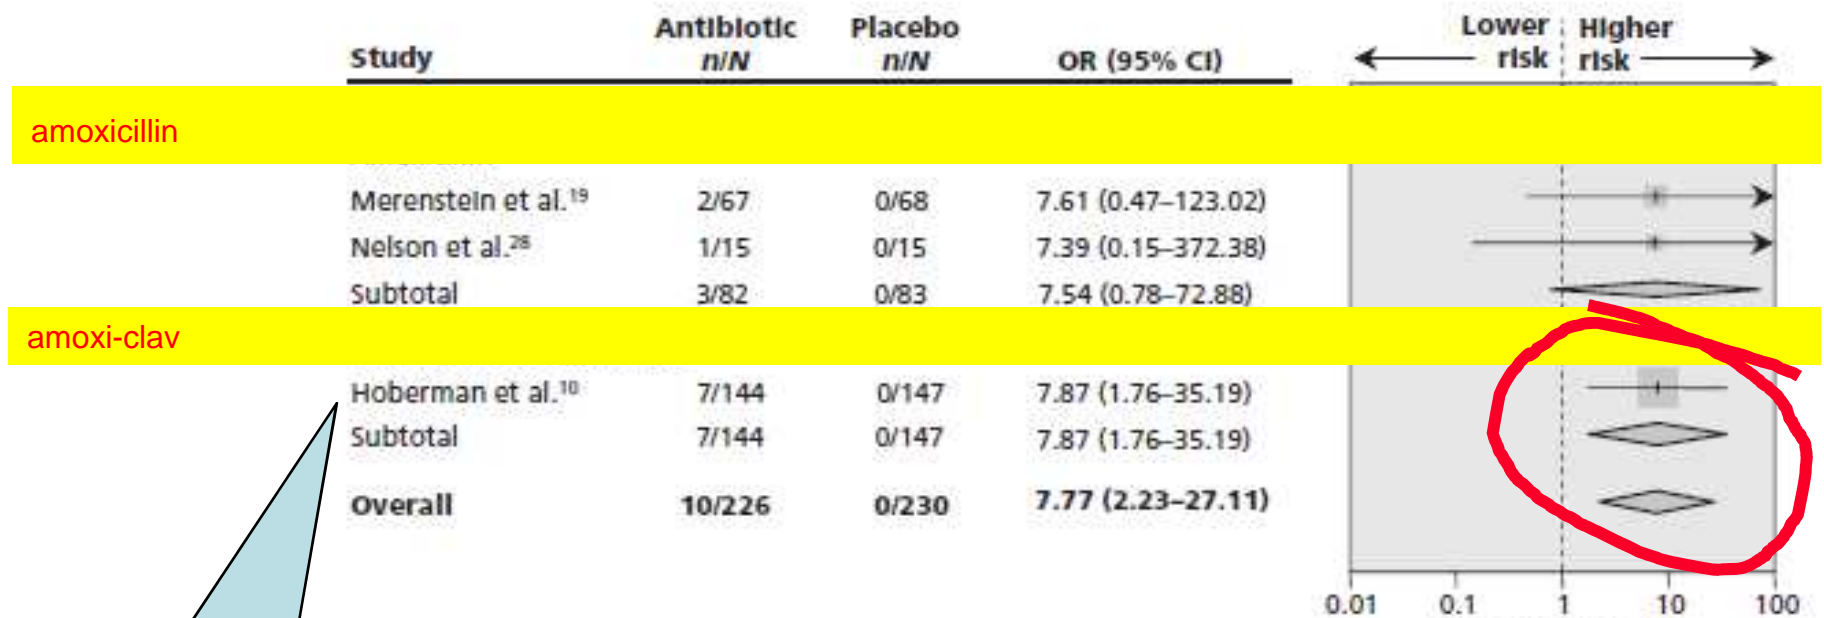 Antibiotic Placebo Lower Higher
Study n/N n/N OR (95% CI) risk risk
amoxicillin
Merenstein et al.¹⁹ 2/67 0/68 7.61 (0.47–123.02)
Nelson et al.²⁸ 1/15 0/15 7.39 (0.15–372.38)
Subtotal 3/82 0/83 7.54 (0.78–72.88)
amoxi-clav
Hoberman et al.¹⁰ 7/144 0/147 7.87 (1.76–35.19)
Subtotal 7/144 0/147 7.87 (1.76–35.19)
Overall 10/226 0/230 7.77 (2.23–27.11)
0.01 0.1 1 10 100